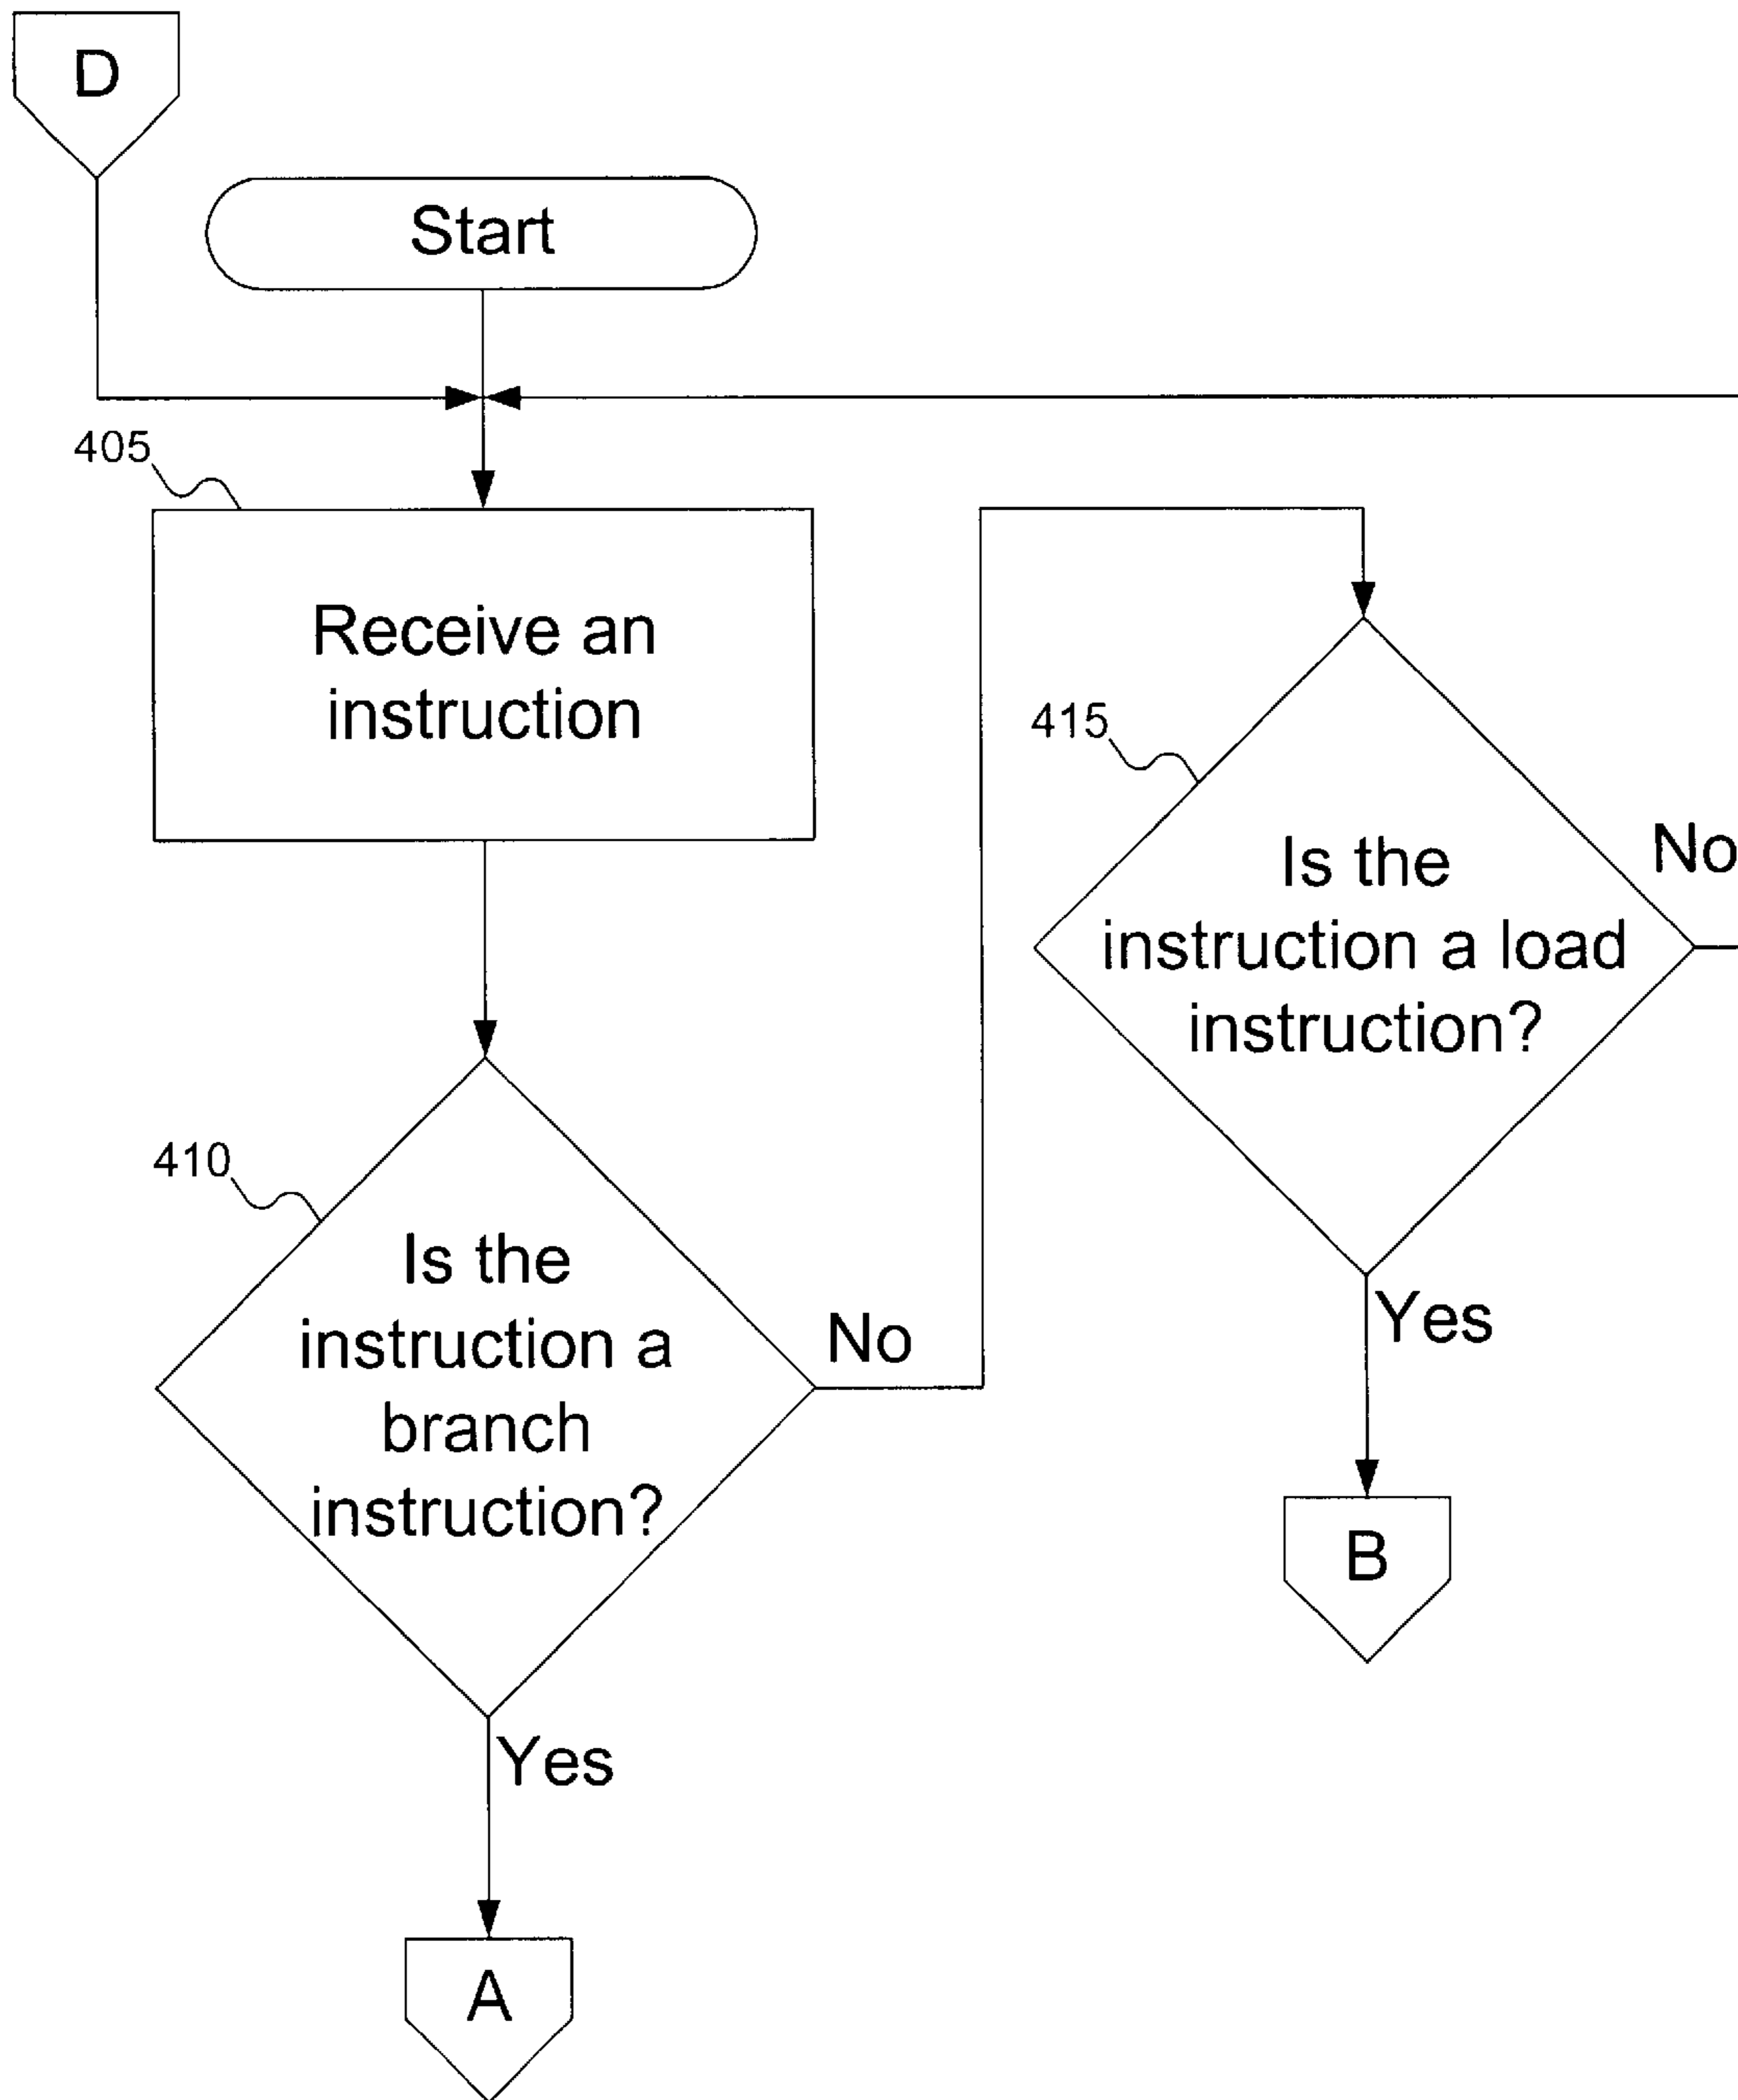 D
Start
405
Receive an
instruction
410
Is the
instruction a
branch
instruction?
No
Yes
A
415
Is the
instruction a load
instruction?
No
Yes
B